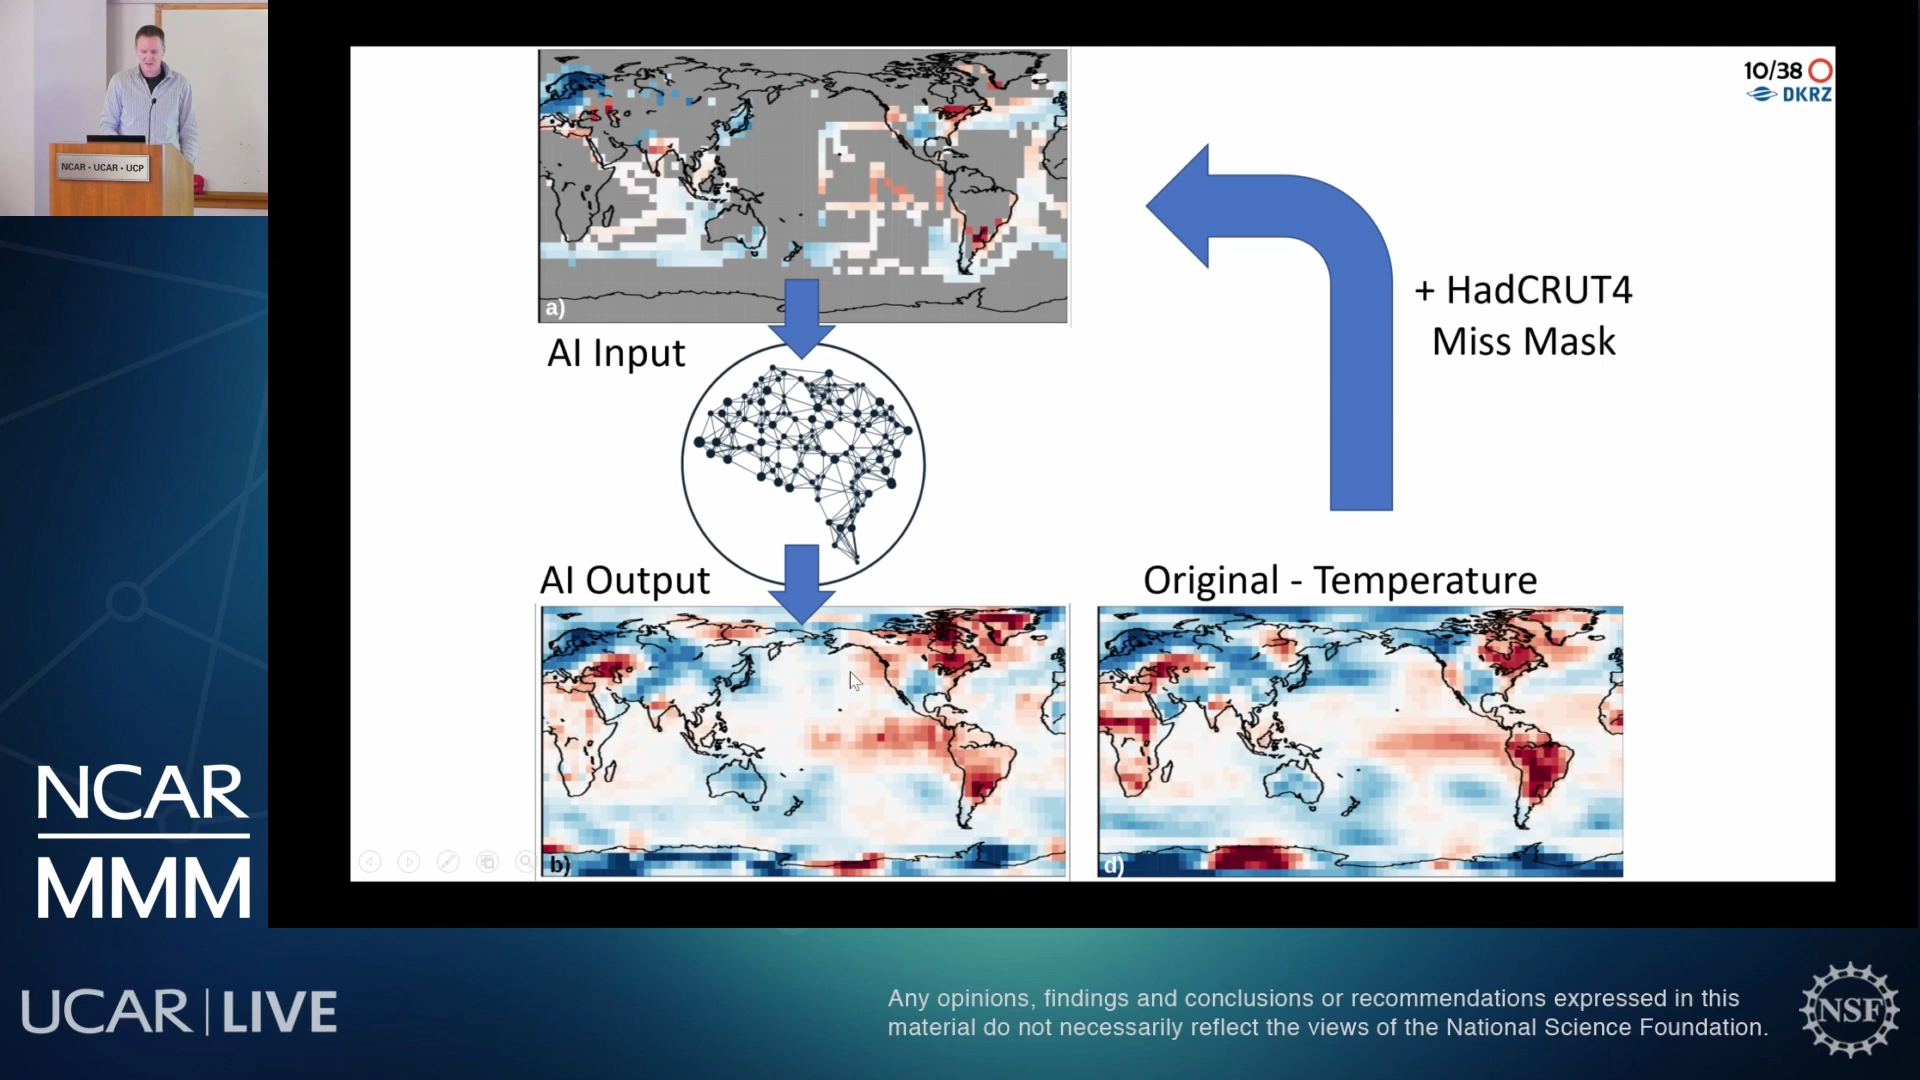 NCAR • UCAR • UCP
10/38
DKRZ
a)
AI Input
+ HadCRUT4
Miss Mask
AI Output
Original - Temperature
b)
d)
NCAR
MMM
UCAR | LIVE
Any opinions, findings and conclusions or recommendations expressed in this
material do not necessarily reflect the views of the National Science Foundation.
NSF